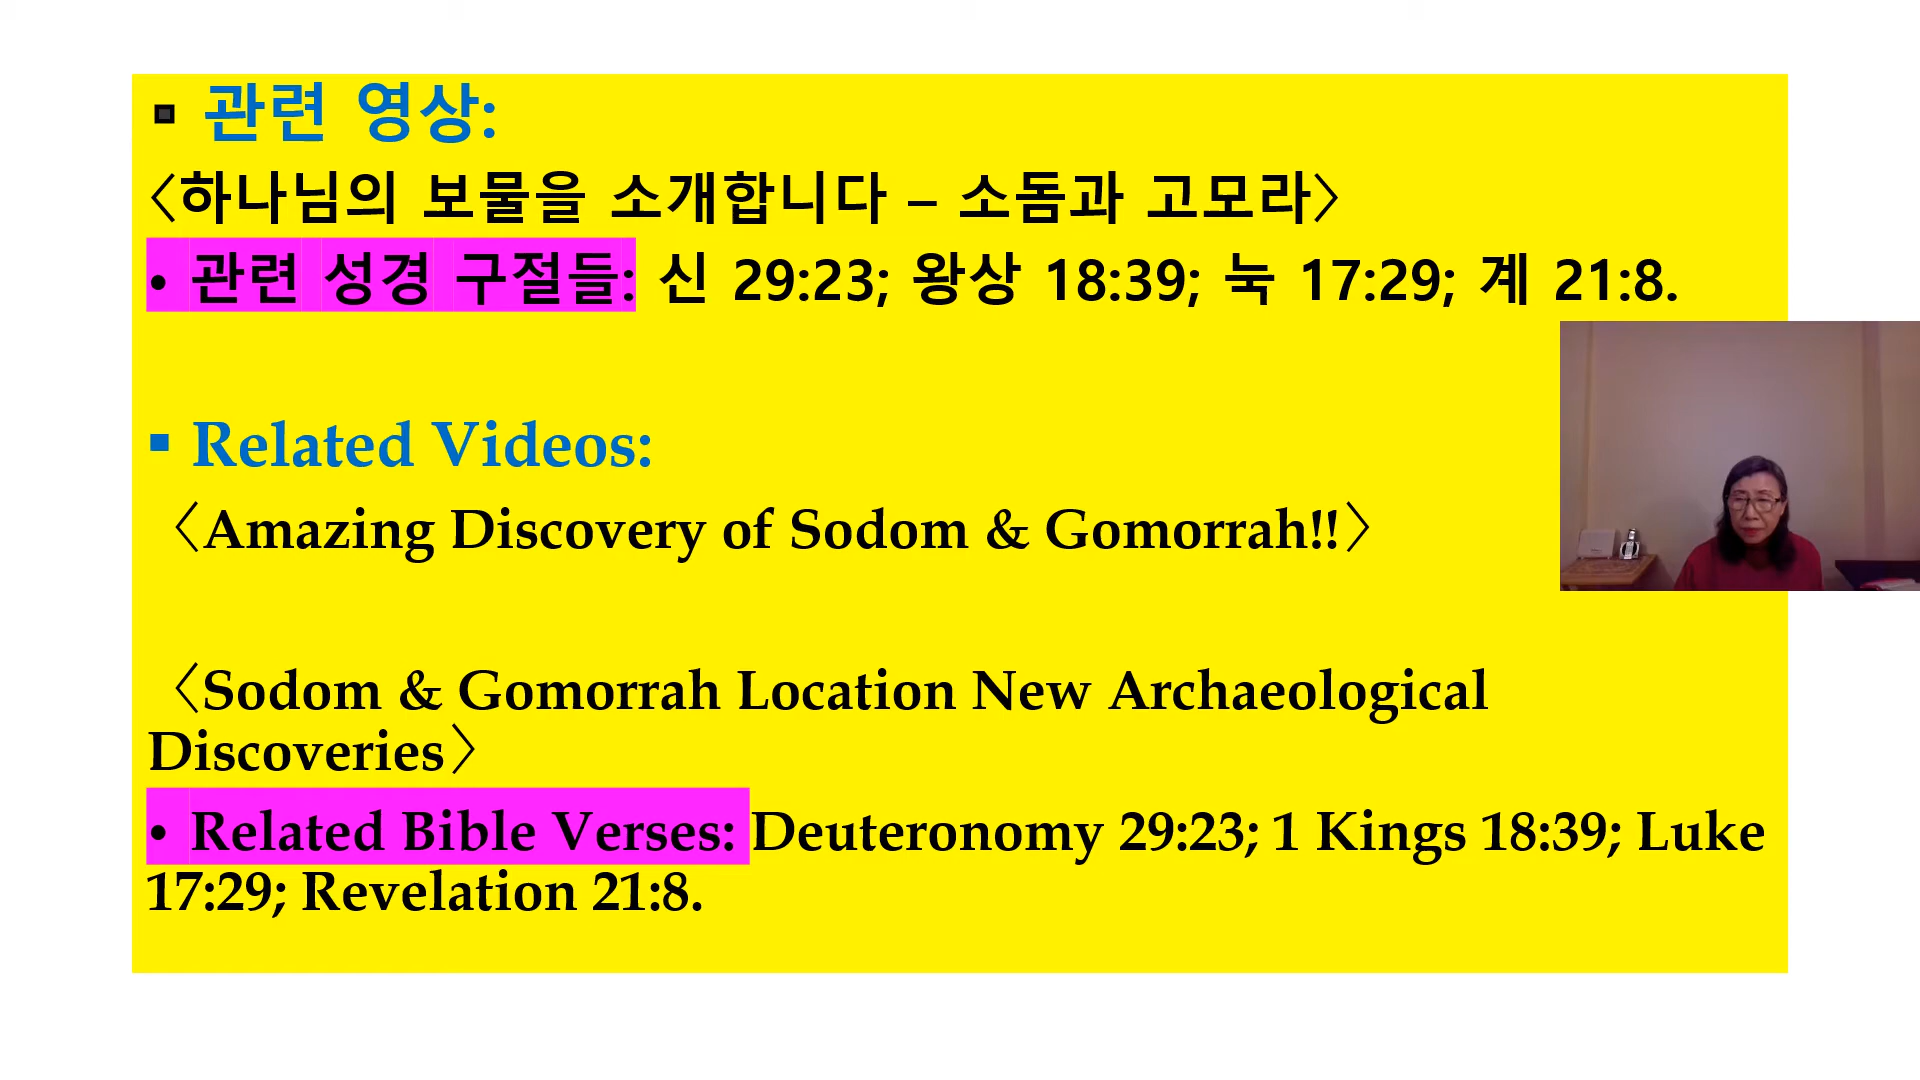 ▪ 관련 영상:
〈하나님의 보물을 소개합니다 – 소돔과 고모라〉
• 관련 성경 구절들: 신 29:23; 왕상 18:39; 눅 17:29; 계 21:8.
▪ Related Videos:
〈Amazing Discovery of Sodom & Gomorrah!!〉
〈Sodom & Gomorrah Location New Archaeological
Discoveries〉
• Related Bible Verses: Deuteronomy 29:23; 1 Kings 18:39; Luke
17:29; Revelation 21:8.